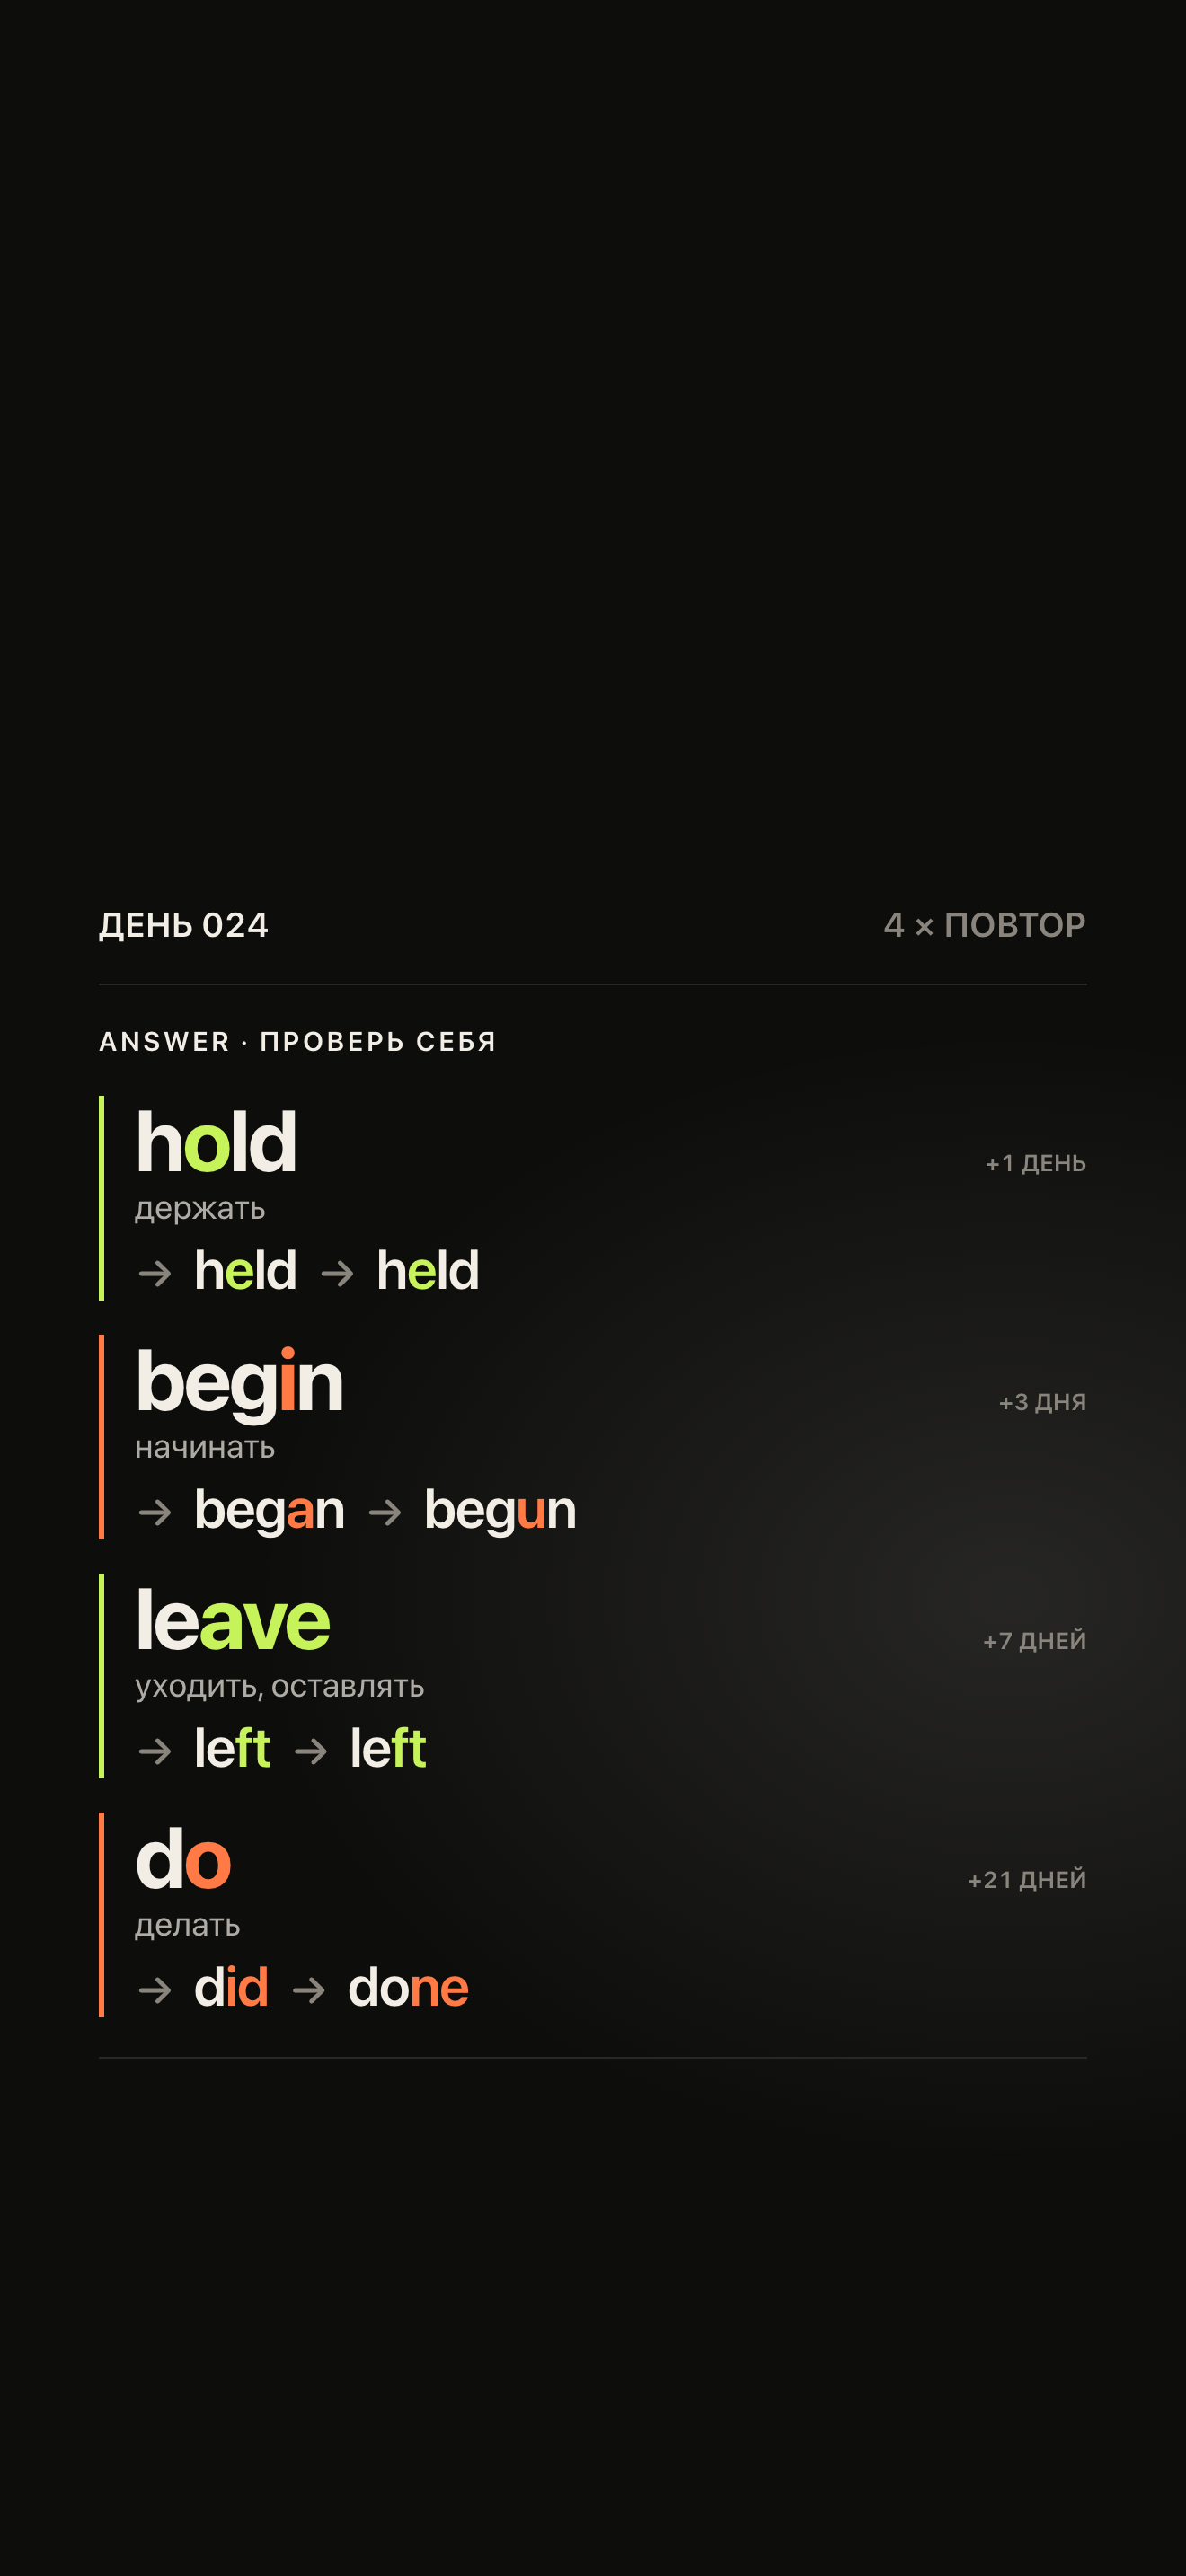 ДЕНЬ 024
4 × ПОВТОР
ANSWER · ПРОВЕРЬ СЕБЯ
hold
+1 ДЕНЬ
держать
→ held → held
begin
+3 ДНЯ
начинать
→ began → begun
leave
+7 ДНЕЙ
уходить, оставлять
→ left → left
do
+21 ДНЕЙ
делать
→ did → done